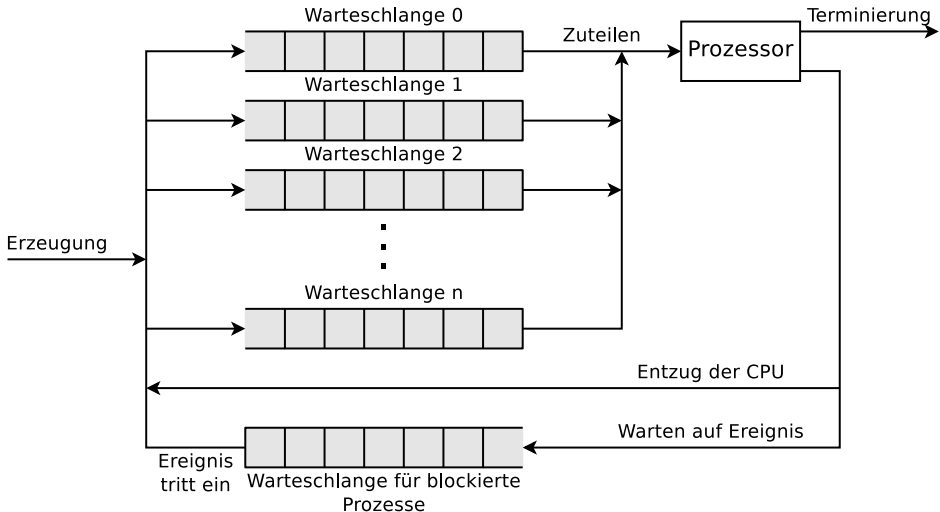 Warteschlange 0
Terminierung
Zuteilen
Prozessor
Warteschlange 1
Warteschlange 2
Erzeugung
Warteschlange n
Entzug der CPU
Warten auf Ereignis
Ereignis
tritt ein
Warteschlange für blockierte
Prozesse